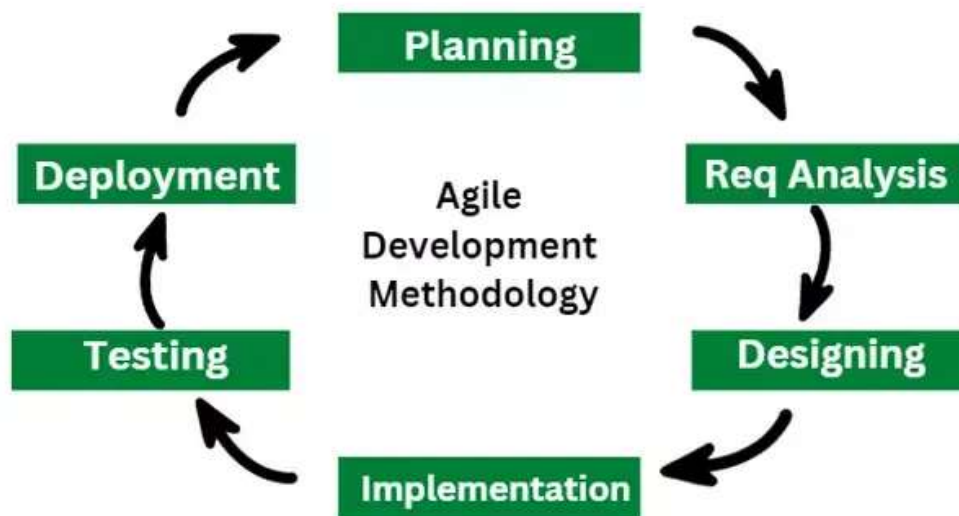 Planning
Deployment
Req Analysis
Agile
Development
Methodology
Testing
Designing
Implementation